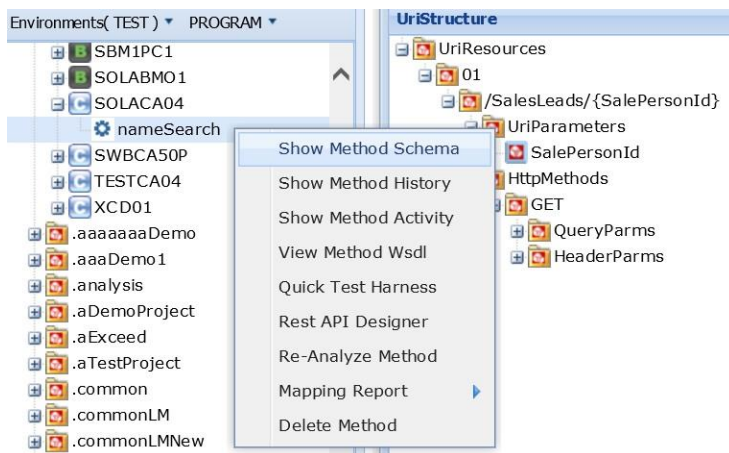 Environments( TEST ) PROGRAM
SBM1PC1
SOLABMO1
SOLACA04
nameSearch
SWBCA50P
TESTCA04
XCD01
.aaaaaaaDemo
.aaaDemo1
.analysis
.aDemoProject
.aExceed
.aTestProject
.common
.commonLM
.commonLMNew
Show Method Schema
Show Method History
Show Method Activity
View Method Wsdl
Quick Test Harness
Rest API Designer
Re-Analyze Method
Mapping Report
Delete Method
UriStructure
UriResources
01
/SalesLeads/{SalePersonId}
UriParameters
SalePersonId
HttpMethods
GET
QueryParms
HeaderParms